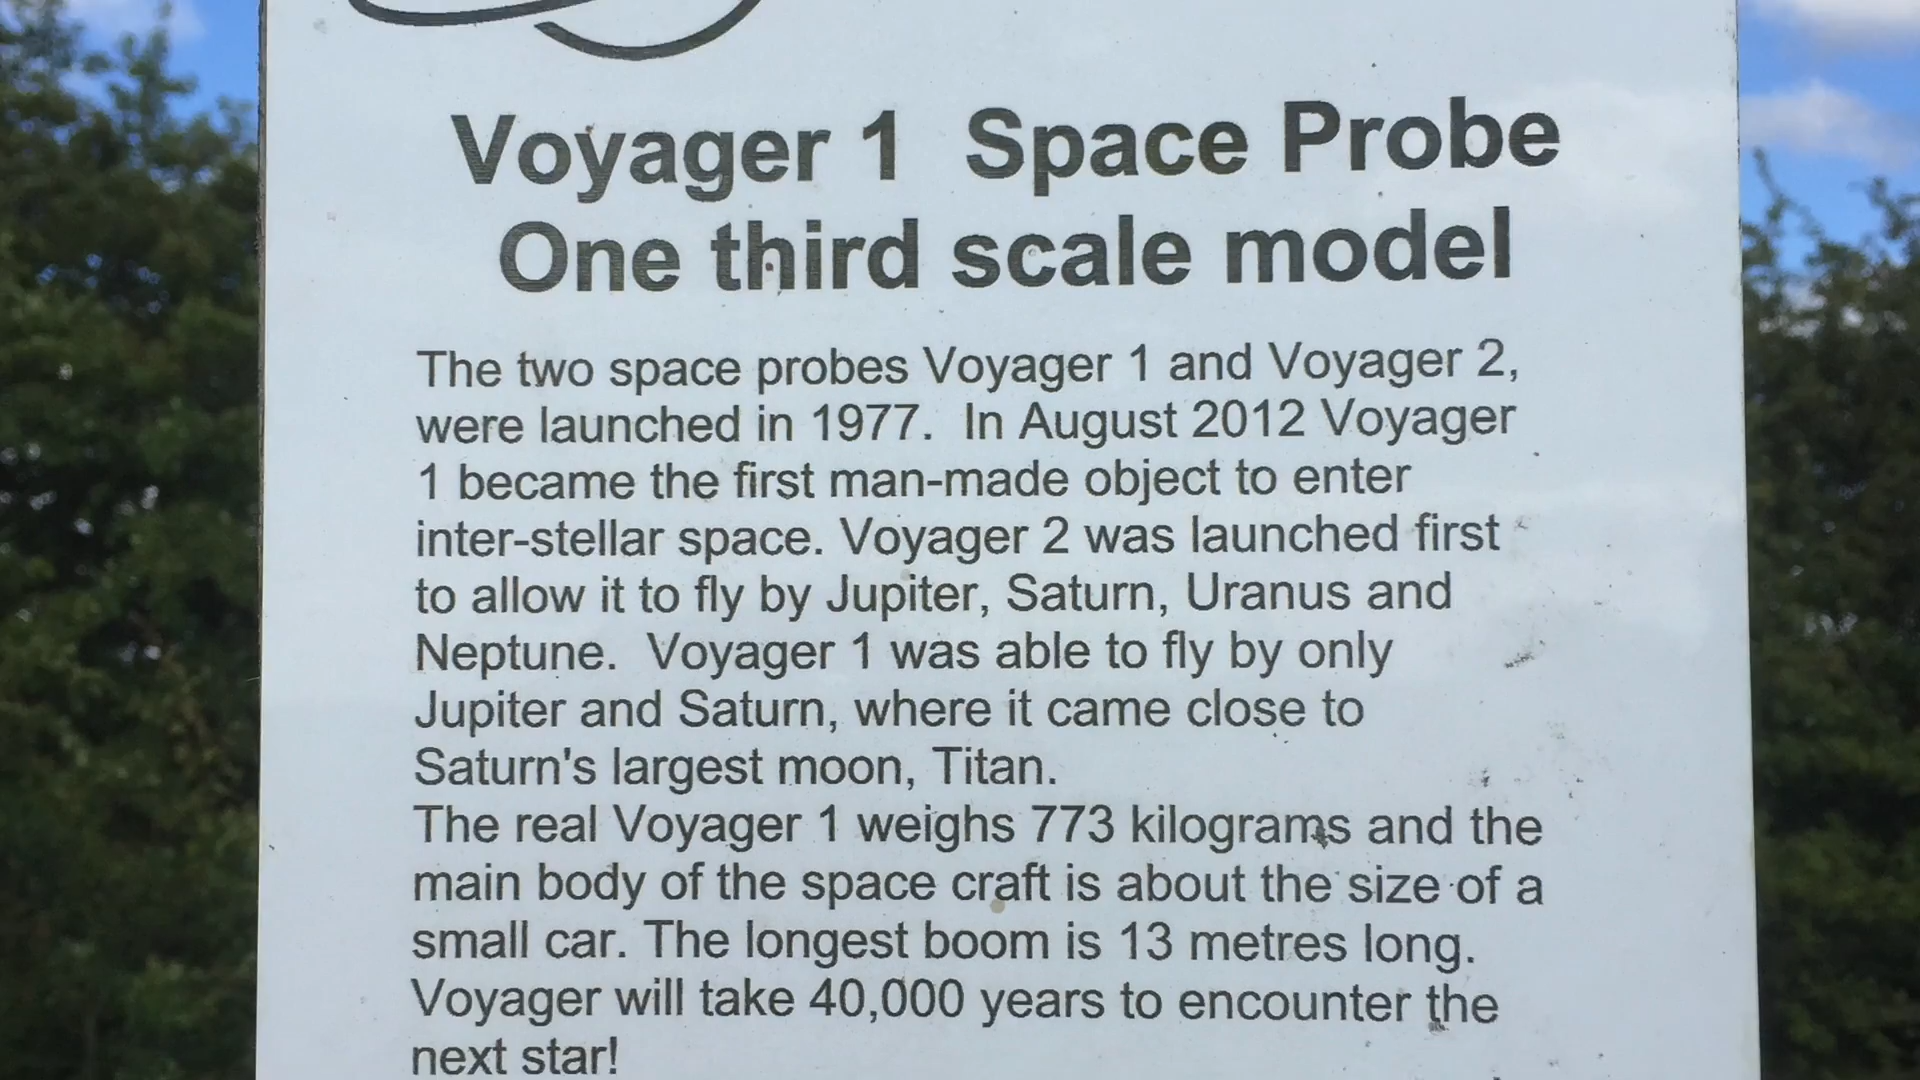 Voyager 1  Space Probe
One third scale model
The two space probes Voyager 1 and Voyager 2,
were launched in 1977.  In August 2012 Voyager
1 became the first man-made object to enter
inter-stellar space. Voyager 2 was launched first
to allow it to fly by Jupiter, Saturn, Uranus and
Neptune.  Voyager 1 was able to fly by only
Jupiter and Saturn, where it came close to
Saturn's largest moon, Titan.
The real Voyager 1 weighs 773 kilograms and the
main body of the space craft is about the size of a
small car. The longest boom is 13 metres long.
Voyager will take 40,000 years to encounter the
next star!